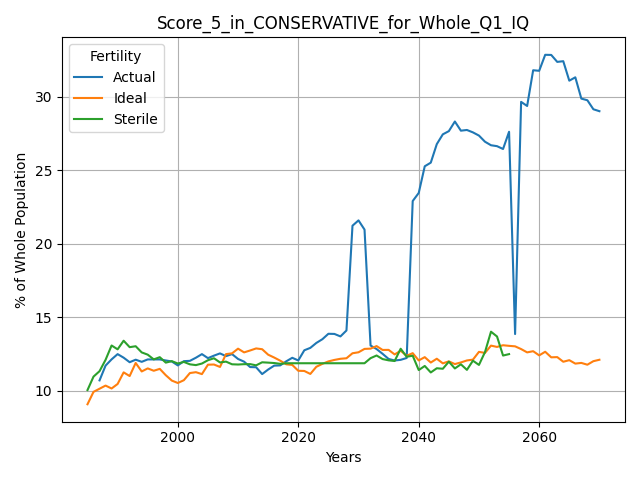 Score_5_in_CONSERVATIVE_for_Whole_Q1_IQ
Fertility
Actual
Ideal
Sterile
% of Whole Population
30
25
20
15
10
2000 2020 2040 2060
Years